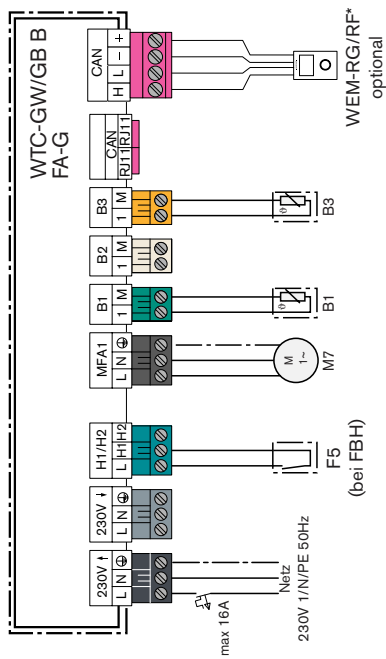 WTC-GW/GB B
FA-G
230V
L N
230V
L N
H1/H2
L H1 H2
MFA1
L N
B1
1 M
B2
1 M
B3
1 M
CAN
RJ11 RJ11
CAN
H L − +
max 16A
Netz
230V 1/N/PE 50Hz
F5
(bei FBH)
M
1~
M7
ϑ
B1
ϑ
B3
WEM-RG/RF*
optional